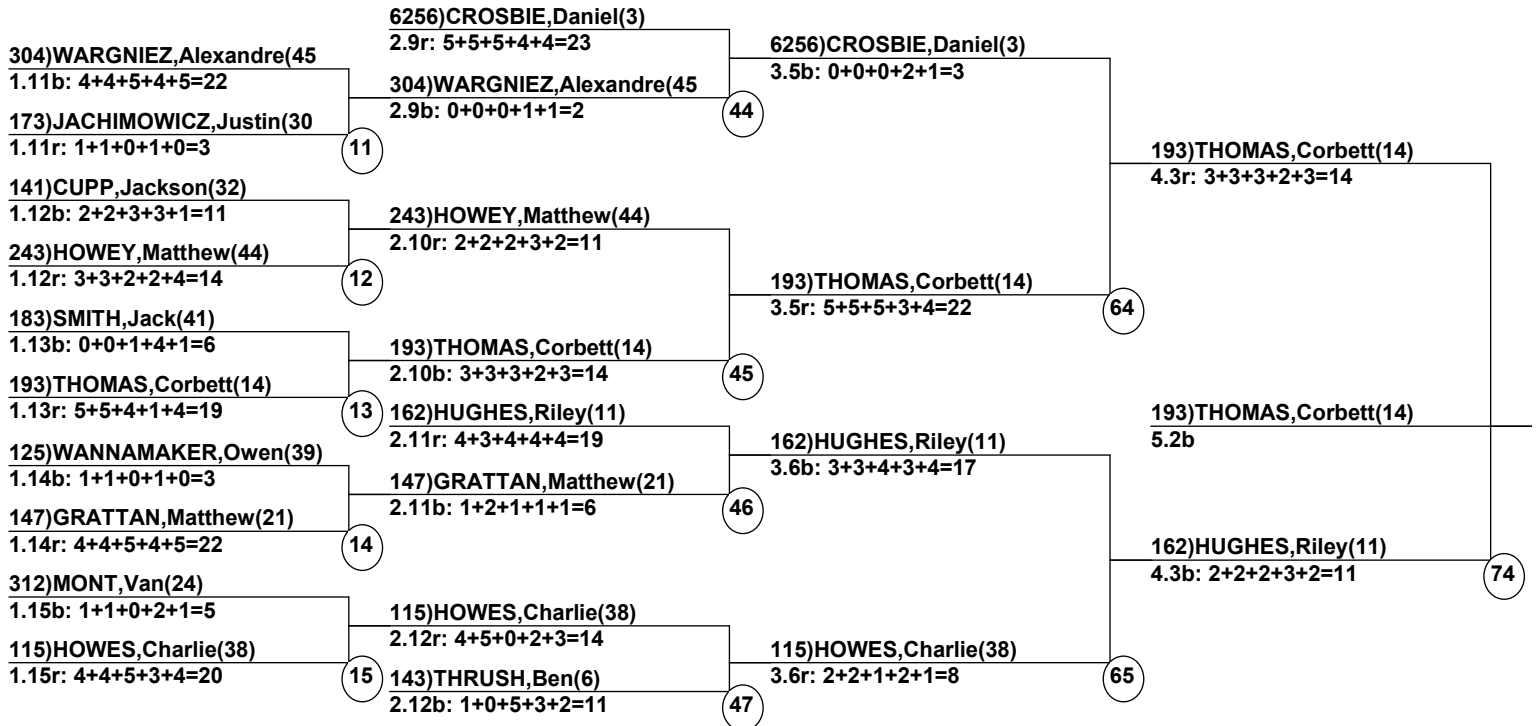 304)WARGNIEZ,Alexandre(45
1.11b: 4+4+5+4+5=22
173)JACHIMOWICZ,Justin(30
1.11r: 1+1+0+1+0=3
11
141)CUPP,Jackson(32)
1.12b: 2+2+3+3+1=11
243)HOWEY,Matthew(44)
1.12r: 3+3+2+2+4=14
12
183)SMITH,Jack(41)
1.13b: 0+0+1+4+1=6
193)THOMAS,Corbett(14)
1.13r: 5+5+4+1+4=19
13
125)WANNAMAKER,Owen(39)
1.14b: 1+1+0+1+0=3
147)GRATTAN,Matthew(21)
1.14r: 4+4+5+4+5=22
14
312)MONT,Van(24)
1.15b: 1+1+0+2+1=5
115)HOWES,Charlie(38)
1.15r: 4+4+5+3+4=20
15
6256)CROSBIE,Daniel(3)
2.9r: 5+5+5+4+4=23
304)WARGNIEZ,Alexandre(45
2.9b: 0+0+0+1+1=2
44
243)HOWEY,Matthew(44)
2.10r: 2+2+2+3+2=11
193)THOMAS,Corbett(14)
2.10b: 3+3+3+2+3=14
45
162)HUGHES,Riley(11)
2.11r: 4+3+4+4+4=19
147)GRATTAN,Matthew(21)
2.11b: 1+2+1+1+1=6
46
115)HOWES,Charlie(38)
2.12r: 4+5+0+2+3=14
143)THRUSH,Ben(6)
2.12b: 1+0+5+3+2=11
47
6256)CROSBIE,Daniel(3)
3.5b: 0+0+0+2+1=3
193)THOMAS,Corbett(14)
3.5r: 5+5+5+3+4=22
64
162)HUGHES,Riley(11)
3.6b: 3+3+4+3+4=17
115)HOWES,Charlie(38)
3.6r: 2+2+1+2+1=8
65
193)THOMAS,Corbett(14)
4.3r: 3+3+3+2+3=14
193)THOMAS,Corbett(14)
5.2b
162)HUGHES,Riley(11)
4.3b: 2+2+2+3+2=11
74